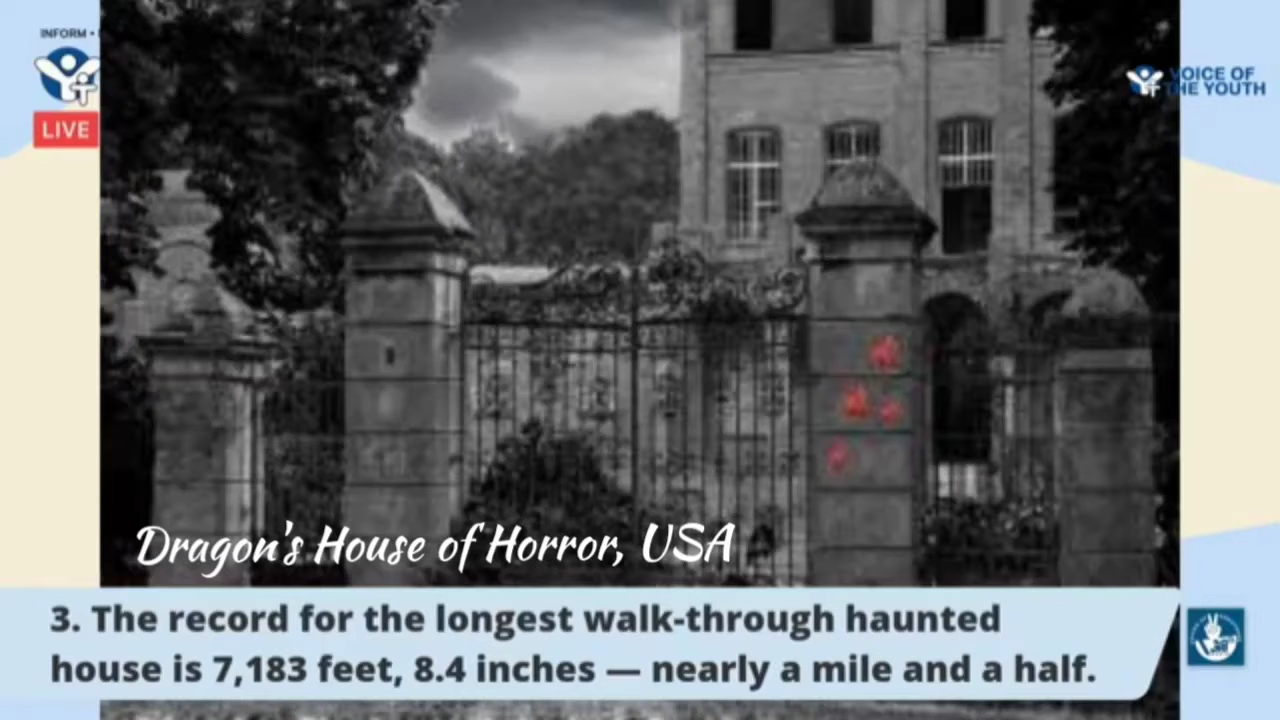 INFORM •
LIVE
VOICE OF
THE YOUTH
Dragon's House of Horror, USA
3. The record for the longest walk-through haunted
house is 7,183 feet, 8.4 inches — nearly a mile and a half.